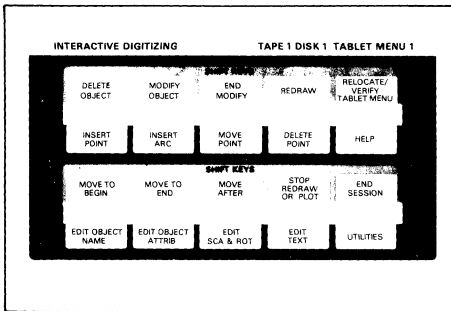 INTERACTIVE DIGITIZING TAPE 1 DISK 1 TABLET MENU 1
SHIFT KEYS
DELETE OBJECT
MODIFY OBJECT
END MODIFY
REDRAW
RELOCATE/ VERIFY TABLET MENU
INSERT POINT
INSERT ARC
MOVE POINT
DELETE POINT
HELP
SHIFT KEYS
MOVE TO BEGIN
MOVE TO END
MOVE AFTER
STOP REDRAW OR PLOT
END SESSION
EDIT OBJECT NAME
EDIT OBJECT ATTRIB
EDIT SCA & ROT
EDIT TEXT
UTILITIES